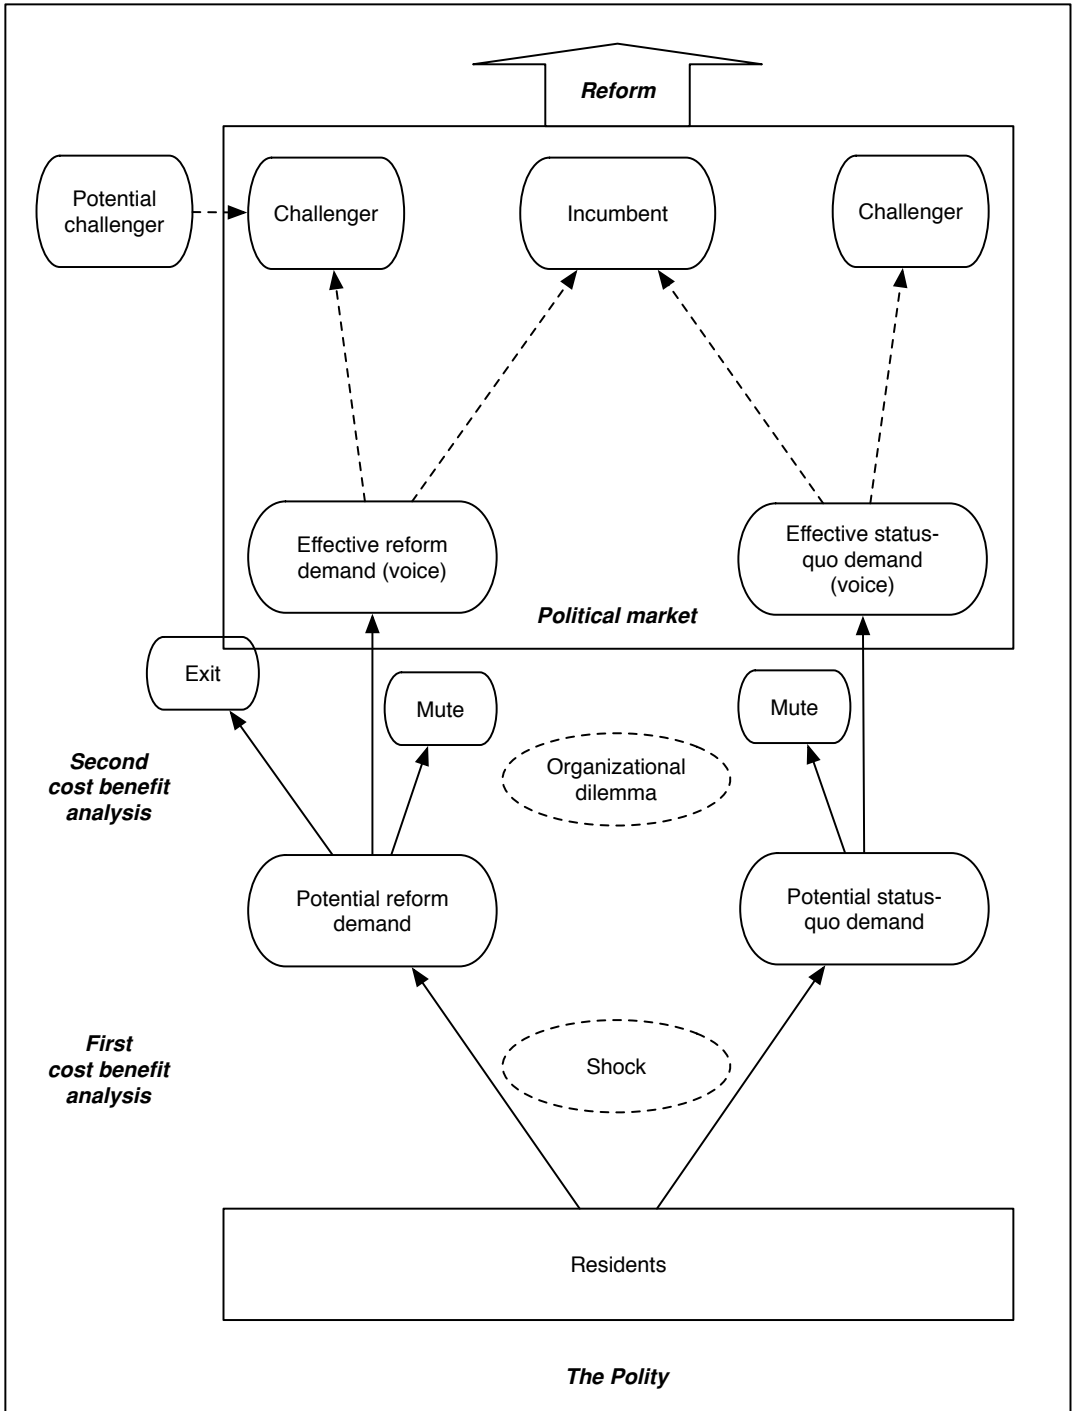 Reform
Potential
challenger
Challenger
Incumbent
Challenger
Effective reform
demand (voice)
Effective status-
quo demand
(voice)
Political market
Exit
Mute
Mute
Second
cost benefit
analysis
Organizational
dilemma
Potential reform
demand
Potential status-
quo demand
First
cost benefit
analysis
Shock
Residents
The Polity